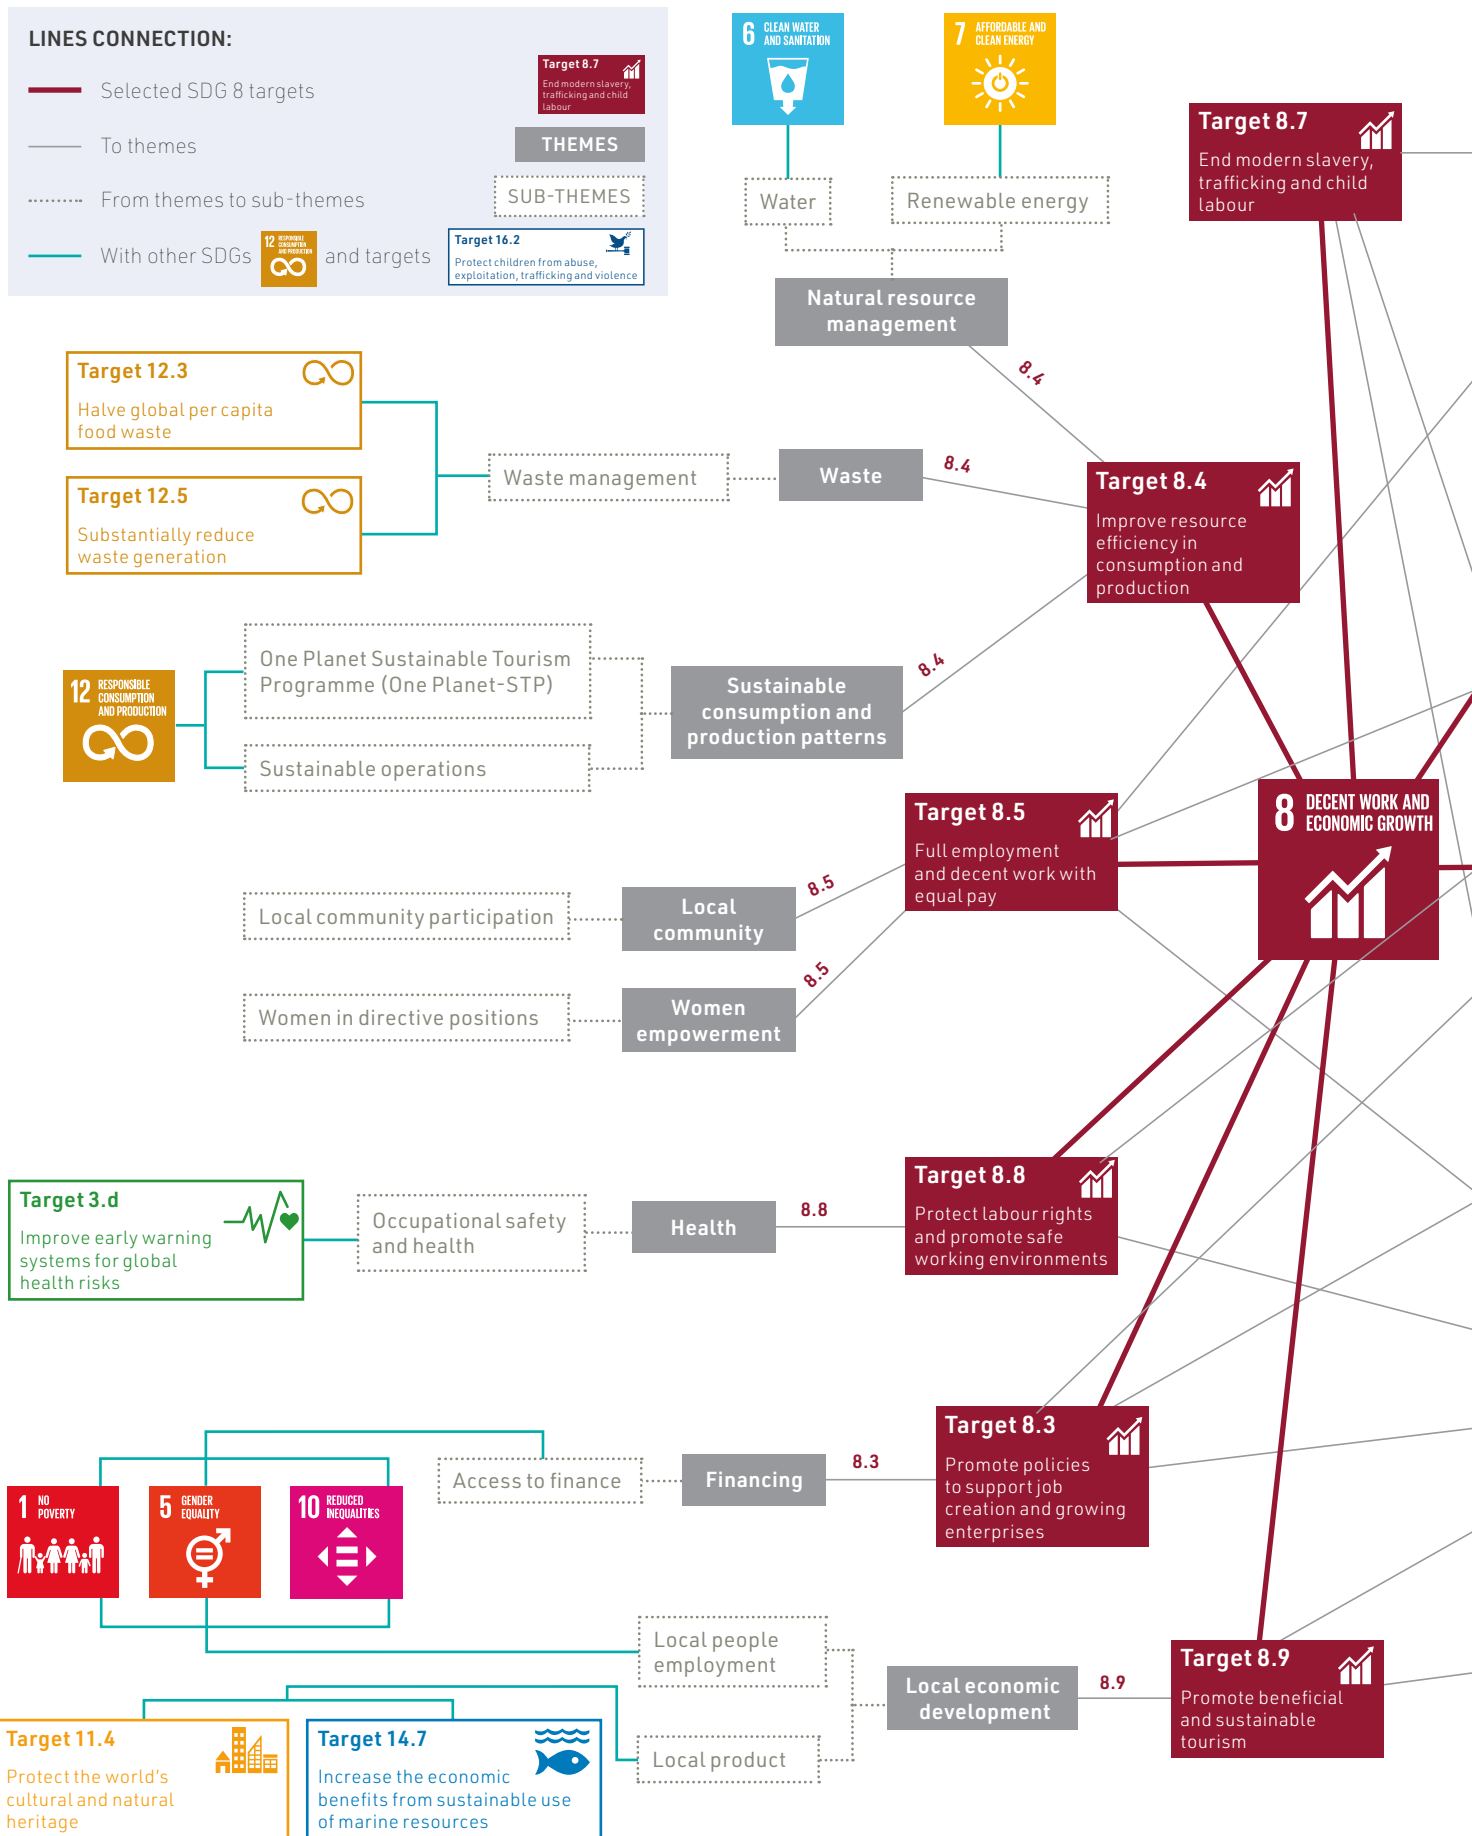 LINES CONNECTION:
Selected SDG 8 targets
Target 8.7
End modern slavery,
trafficking and child
labour
To themes
THEMES
From themes to sub-themes
SUB-THEMES
With other SDGs
12 RESPONSIBLE
CONSUMPTION
AND PRODUCTION
and targets
Target 16.2
Protect children from abuse,
exploitation, trafficking and violence
6 CLEAN WATER
AND SANITATION
7 AFFORDABLE AND
CLEAN ENERGY
Water
Renewable energy
Natural resource
management
8.4
Target 8.7
End modern slavery,
trafficking and child
labour
Target 12.3
Halve global per capita
food waste
Target 12.5
Substantially reduce
waste generation
Waste management
Waste
8.4
Target 8.4
Improve resource
efficiency in
consumption and
production
12 RESPONSIBLE
CONSUMPTION
AND PRODUCTION
One Planet Sustainable Tourism
Programme (One Planet-STP)
Sustainable operations
Sustainable
consumption and
production patterns
8.4
8 DECENT WORK AND
ECONOMIC GROWTH
Target 8.5
Full employment
and decent work with
equal pay
Local community participation
Local
community
8.5
Women in directive positions
Women
empowerment
8.5
Target 3.d
Improve early warning
systems for global
health risks
Occupational safety
and health
Health
8.8
Target 8.8
Protect labour rights
and promote safe
working environments
1 NO
POVERTY
5 GENDER
EQUALITY
10 REDUCED
INEQUALITIES
Access to finance
Financing
8.3
Target 8.3
Promote policies
to support job
creation and growing
enterprises
Local people
employment
Local product
Local economic
development
8.9
Target 8.9
Promote beneficial
and sustainable
tourism
Target 11.4
Protect the world's
cultural and natural
heritage
Target 14.7
Increase the economic
benefits from sustainable use
of marine resources